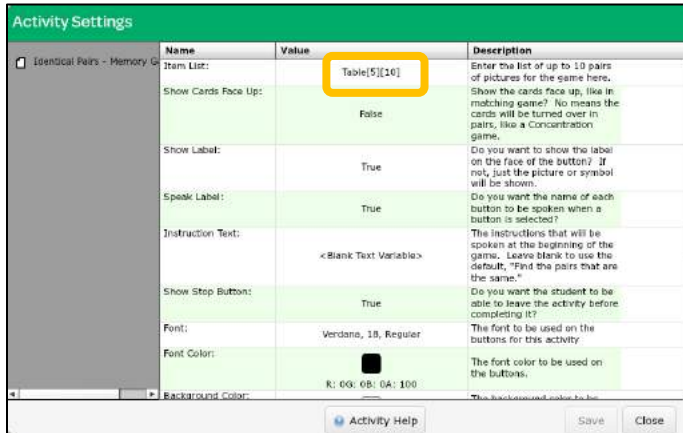 Activity Settings
Identical Pairs - Memory G
Name Value Description
Item List: Table[5][10] Enter the list of up to 10 pairs
of pictures for the game here.
Show Cards Face Up: False Show the cards face up, like in
matching game? No means the
cards will be turned over in
pairs, like a Concentration
game.
Show Label: True Do you want to show the label
on the face of the button? If
not, just the picture or symbol
will be shown.
Speak Label: True Do you want the name of each
button to be spoken when a
button is selected?
Instruction Text: <Blank Text Variable> The instructions that will be
spoken at the beginning of the
game. Leave blank to use the
default, "Find the pairs that are
the same."
Show Stop Button: True Do you want the student to be
able to leave the activity before
completing it?
Font: Verdana, 18, Regular The font to be used on the
buttons for this activity
Font Color: R: 0G: 0B: 0A: 100 The font color to be used on
the buttons.
Background Color: The background color to be
Activity Help Save Close